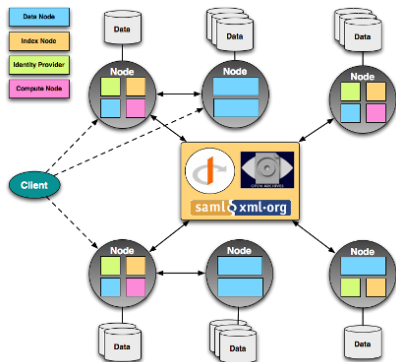 Data Node
Index Node
Identity Provider
Compute Node
Data
Data
Data
Node
Node
Node
Client
saml xml.org
Node
Node
Node
Data
Data
Data